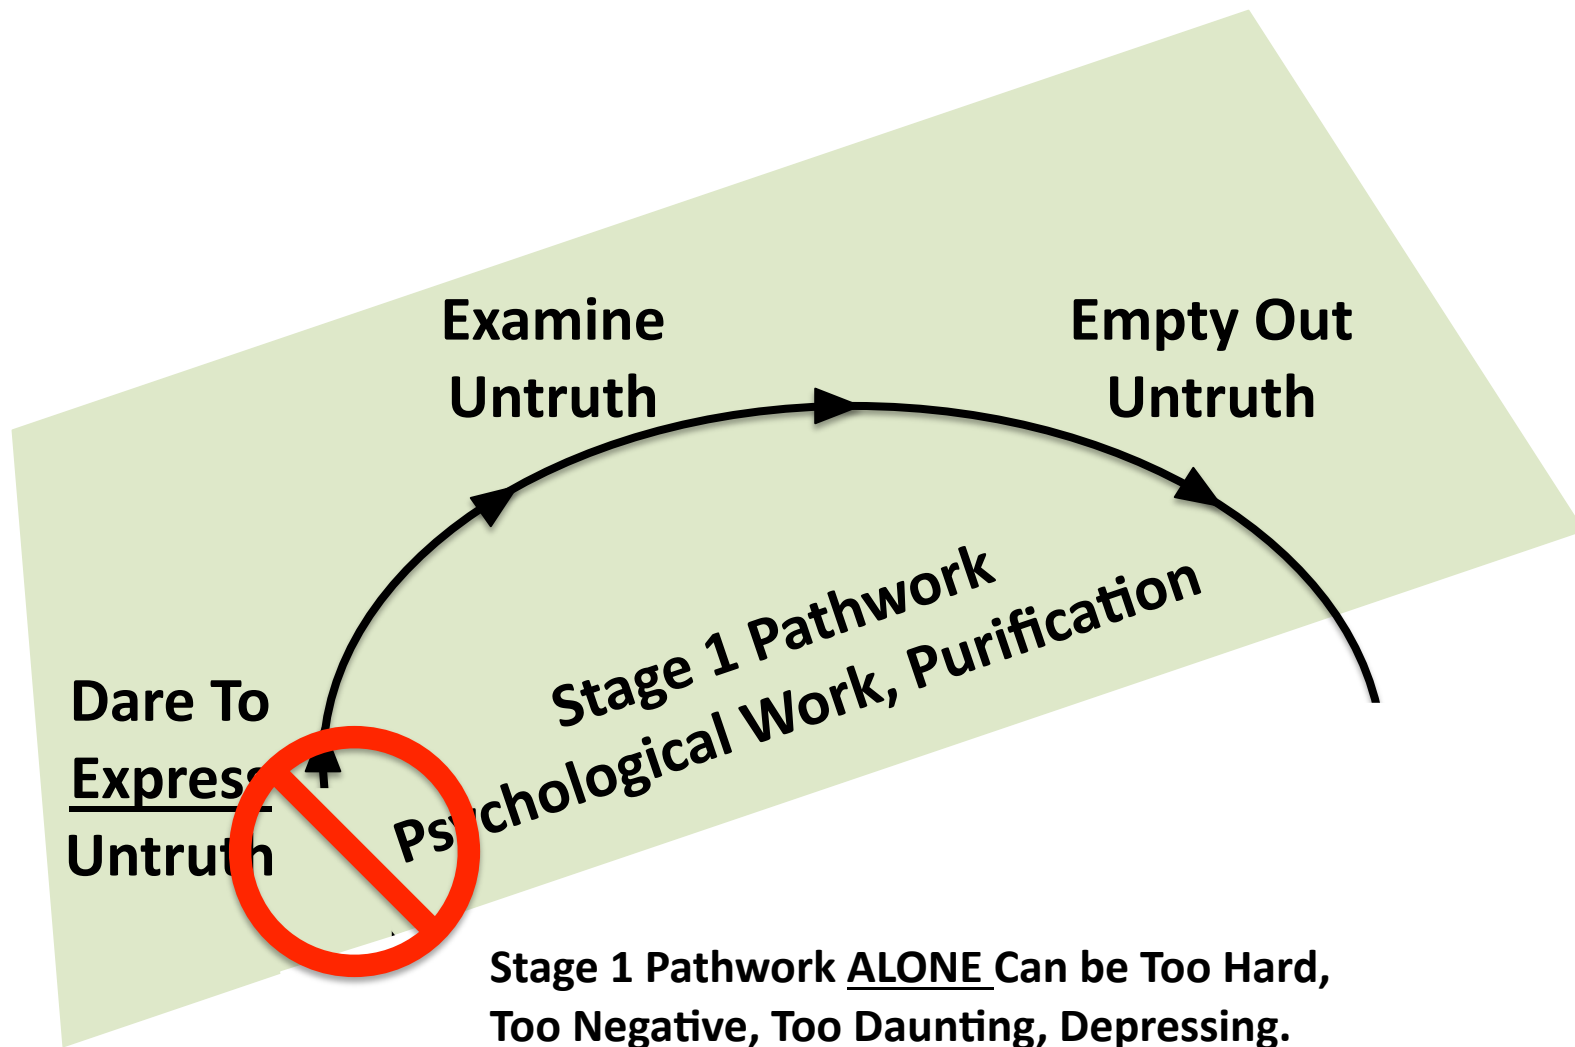 Examine
Untruth
Empty Out
Untruth
Dare To
Express
Untruth
Stage 1 Pathwork
Psychological Work, Purification
Stage 1 Pathwork ALONE Can be Too Hard,
Too Negative, Too Daunting, Depressing.